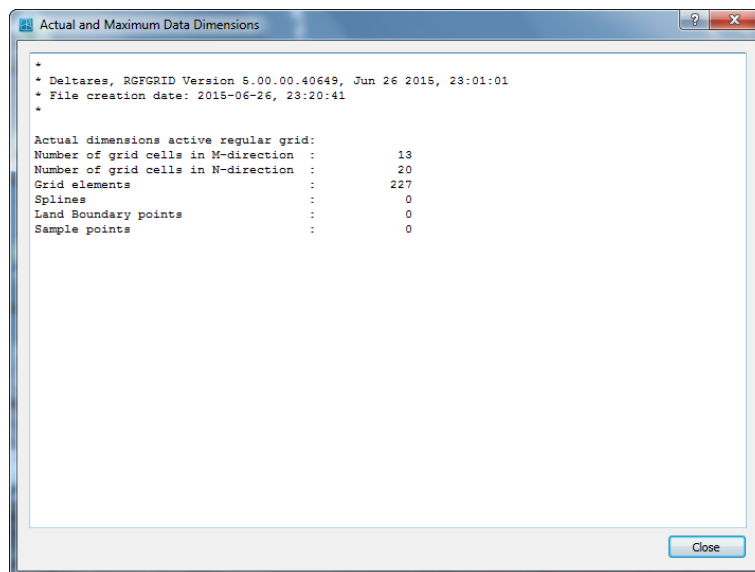 Actual and Maximum Data Dimensions
*
* Deltares, RGFGRID Version 5.00.00.40649, Jun 26 2015, 23:01:01
* File creation date: 2015-06-26, 23:20:41
*
Actual dimensions active regular grid:
Number of grid cells in M-direction : 13
Number of grid cells in N-direction : 20
Grid elements : 227
Splines : 0
Land Boundary points : 0
Sample points : 0
Close